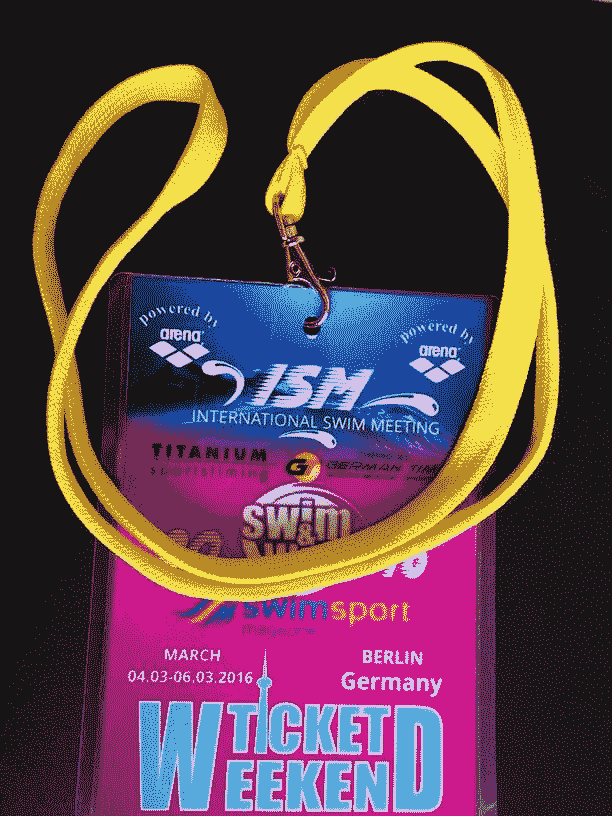 powered by
arena
powered by
arena
ISM
INTERNATIONAL SWIM MEETING
TITANIUM
G
GERMAN
swim
&
swimsport
MARCH
04.03-06.03.2016
BERLIN
Germany
TICKET
WEEKEND